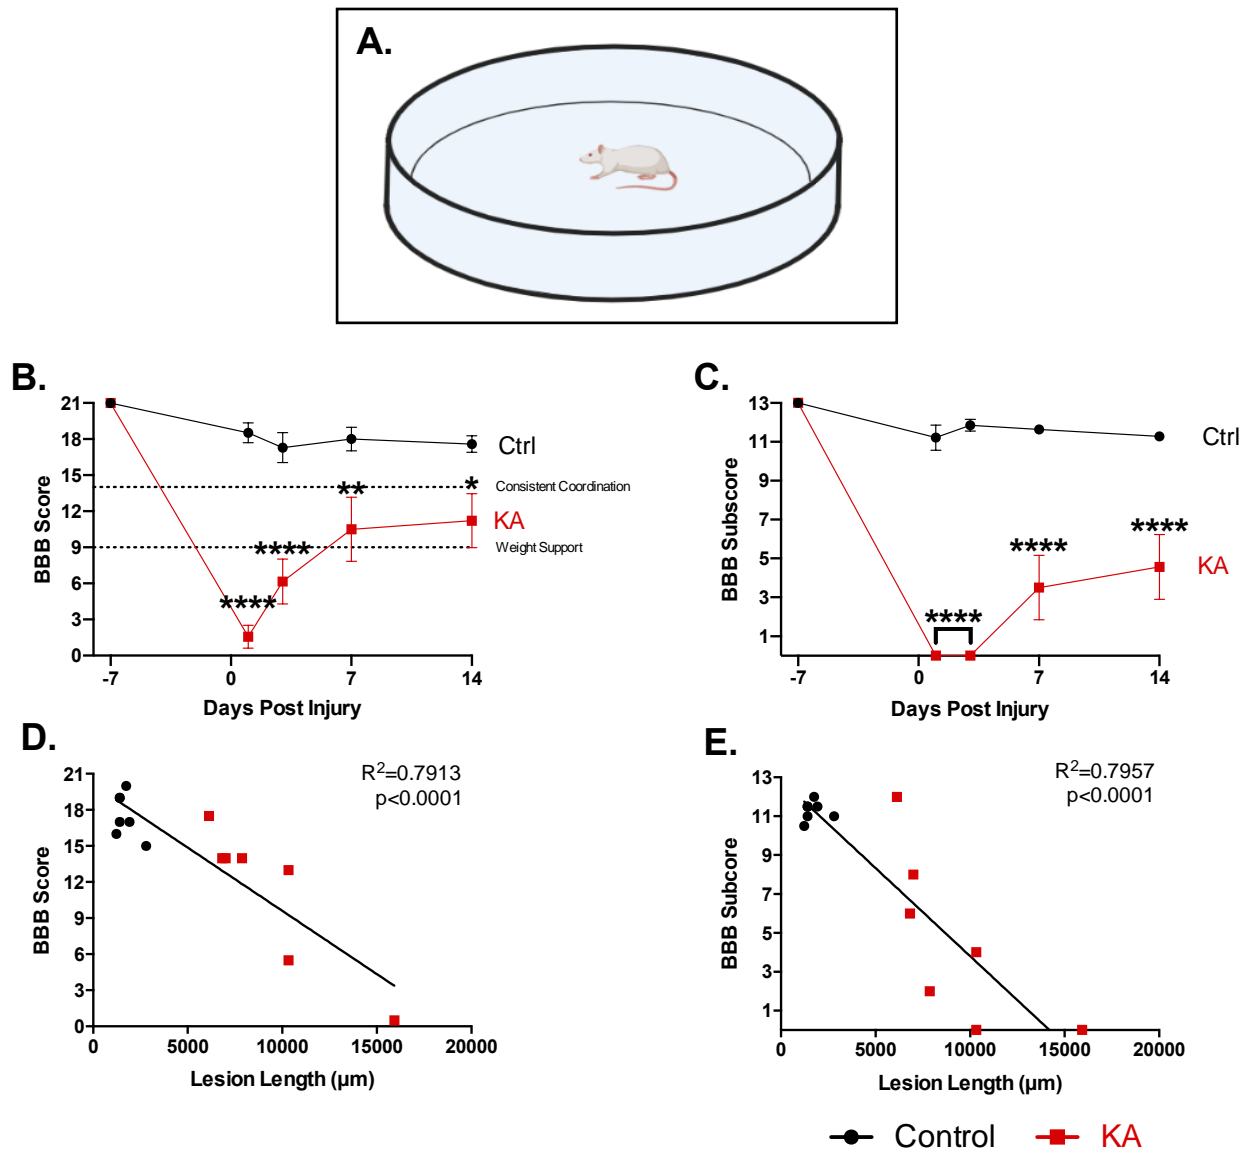 A.
B.
BBB Score
21
18
15
12
9
6
3
0
Ctrl
Consistent Coordination
KA
Weight Support
**
*
****
****
-7
0
7
14
Days Post Injury
C.
BBB Subscore
13
11
9
7
5
3
1
Ctrl
KA
****
****
****
-7
0
7
14
Days Post Injury
D.
BBB Score
21
18
15
12
9
6
3
0
R²=0.7913
p<0.0001
0
5000
10000
15000
20000
Lesion Length (µm)
E.
BBB Subcore
13
11
9
7
5
3
1
R²=0.7957
p<0.0001
0
5000
10000
15000
20000
Lesion Length (µm)
Control
KA